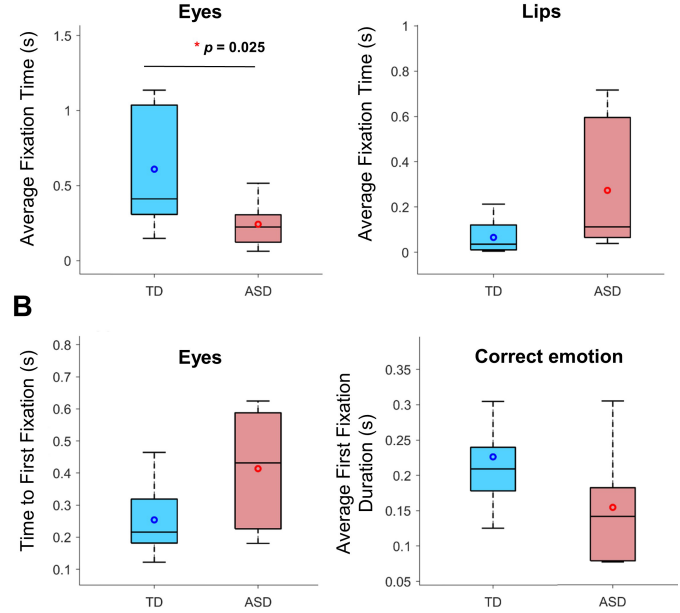 Eyes
Average Fixation Time (s)
1.5
1
0.5
0
* p = 0.025
TD
ASD
Lips
Average Fixation Time (s)
1
0.8
0.6
0.4
0.2
0
TD
ASD
B
Eyes
Time to First Fixation (s)
0.8
0.7
0.6
0.5
0.4
0.3
0.2
0.1
TD
ASD
Correct emotion
Average First Fixation
Duration (s)
0.35
0.3
0.25
0.2
0.15
0.1
0.05
TD
ASD